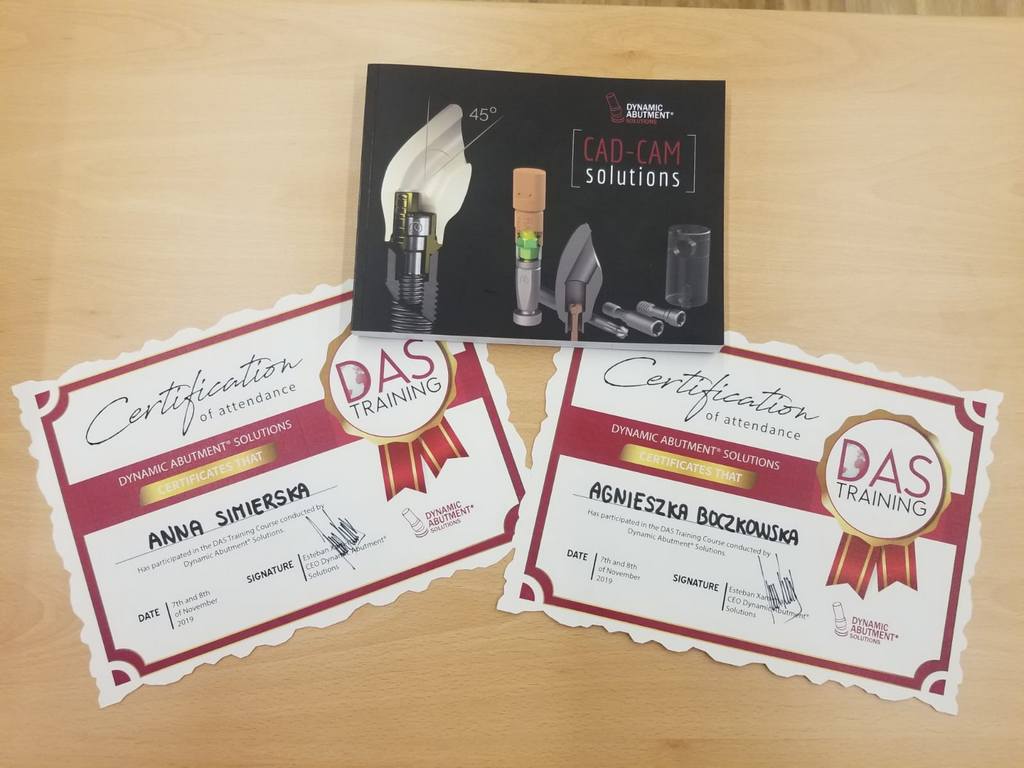 45°
DYNAMIC
ABUTMENT®
SOLUTIONS
CAD-CAM
solutions
Certification
of attendance
DAS
TRAINING
DYNAMIC ABUTMENT® SOLUTIONS
CERTIFICATES THAT
ANNA SIMIERSKA
Has participated in the DAS Training Course conducted by
Dynamic Abutment® Solutions.
DATE
7th and 8th
of November
2019
SIGNATURE
Esteban
CEO Dynamic Abutment®
Solutions
DYNAMIC
ABUTMENT®
SOLUTIONS
Certification
of attendance
DAS
TRAINING
DYNAMIC ABUTMENT® SOLUTIONS
CERTIFICATES THAT
AGNIESZKA BOCZKOWSKA
Has participated in the DAS Training Course conducted by
Dynamic Abutment® Solutions.
DATE
7th and 8th
of November
2019
SIGNATURE
Esteban
CEO Dynamic Abutment®
Solutions
DYNAMIC
ABUTMENT®
SOLUTIONS